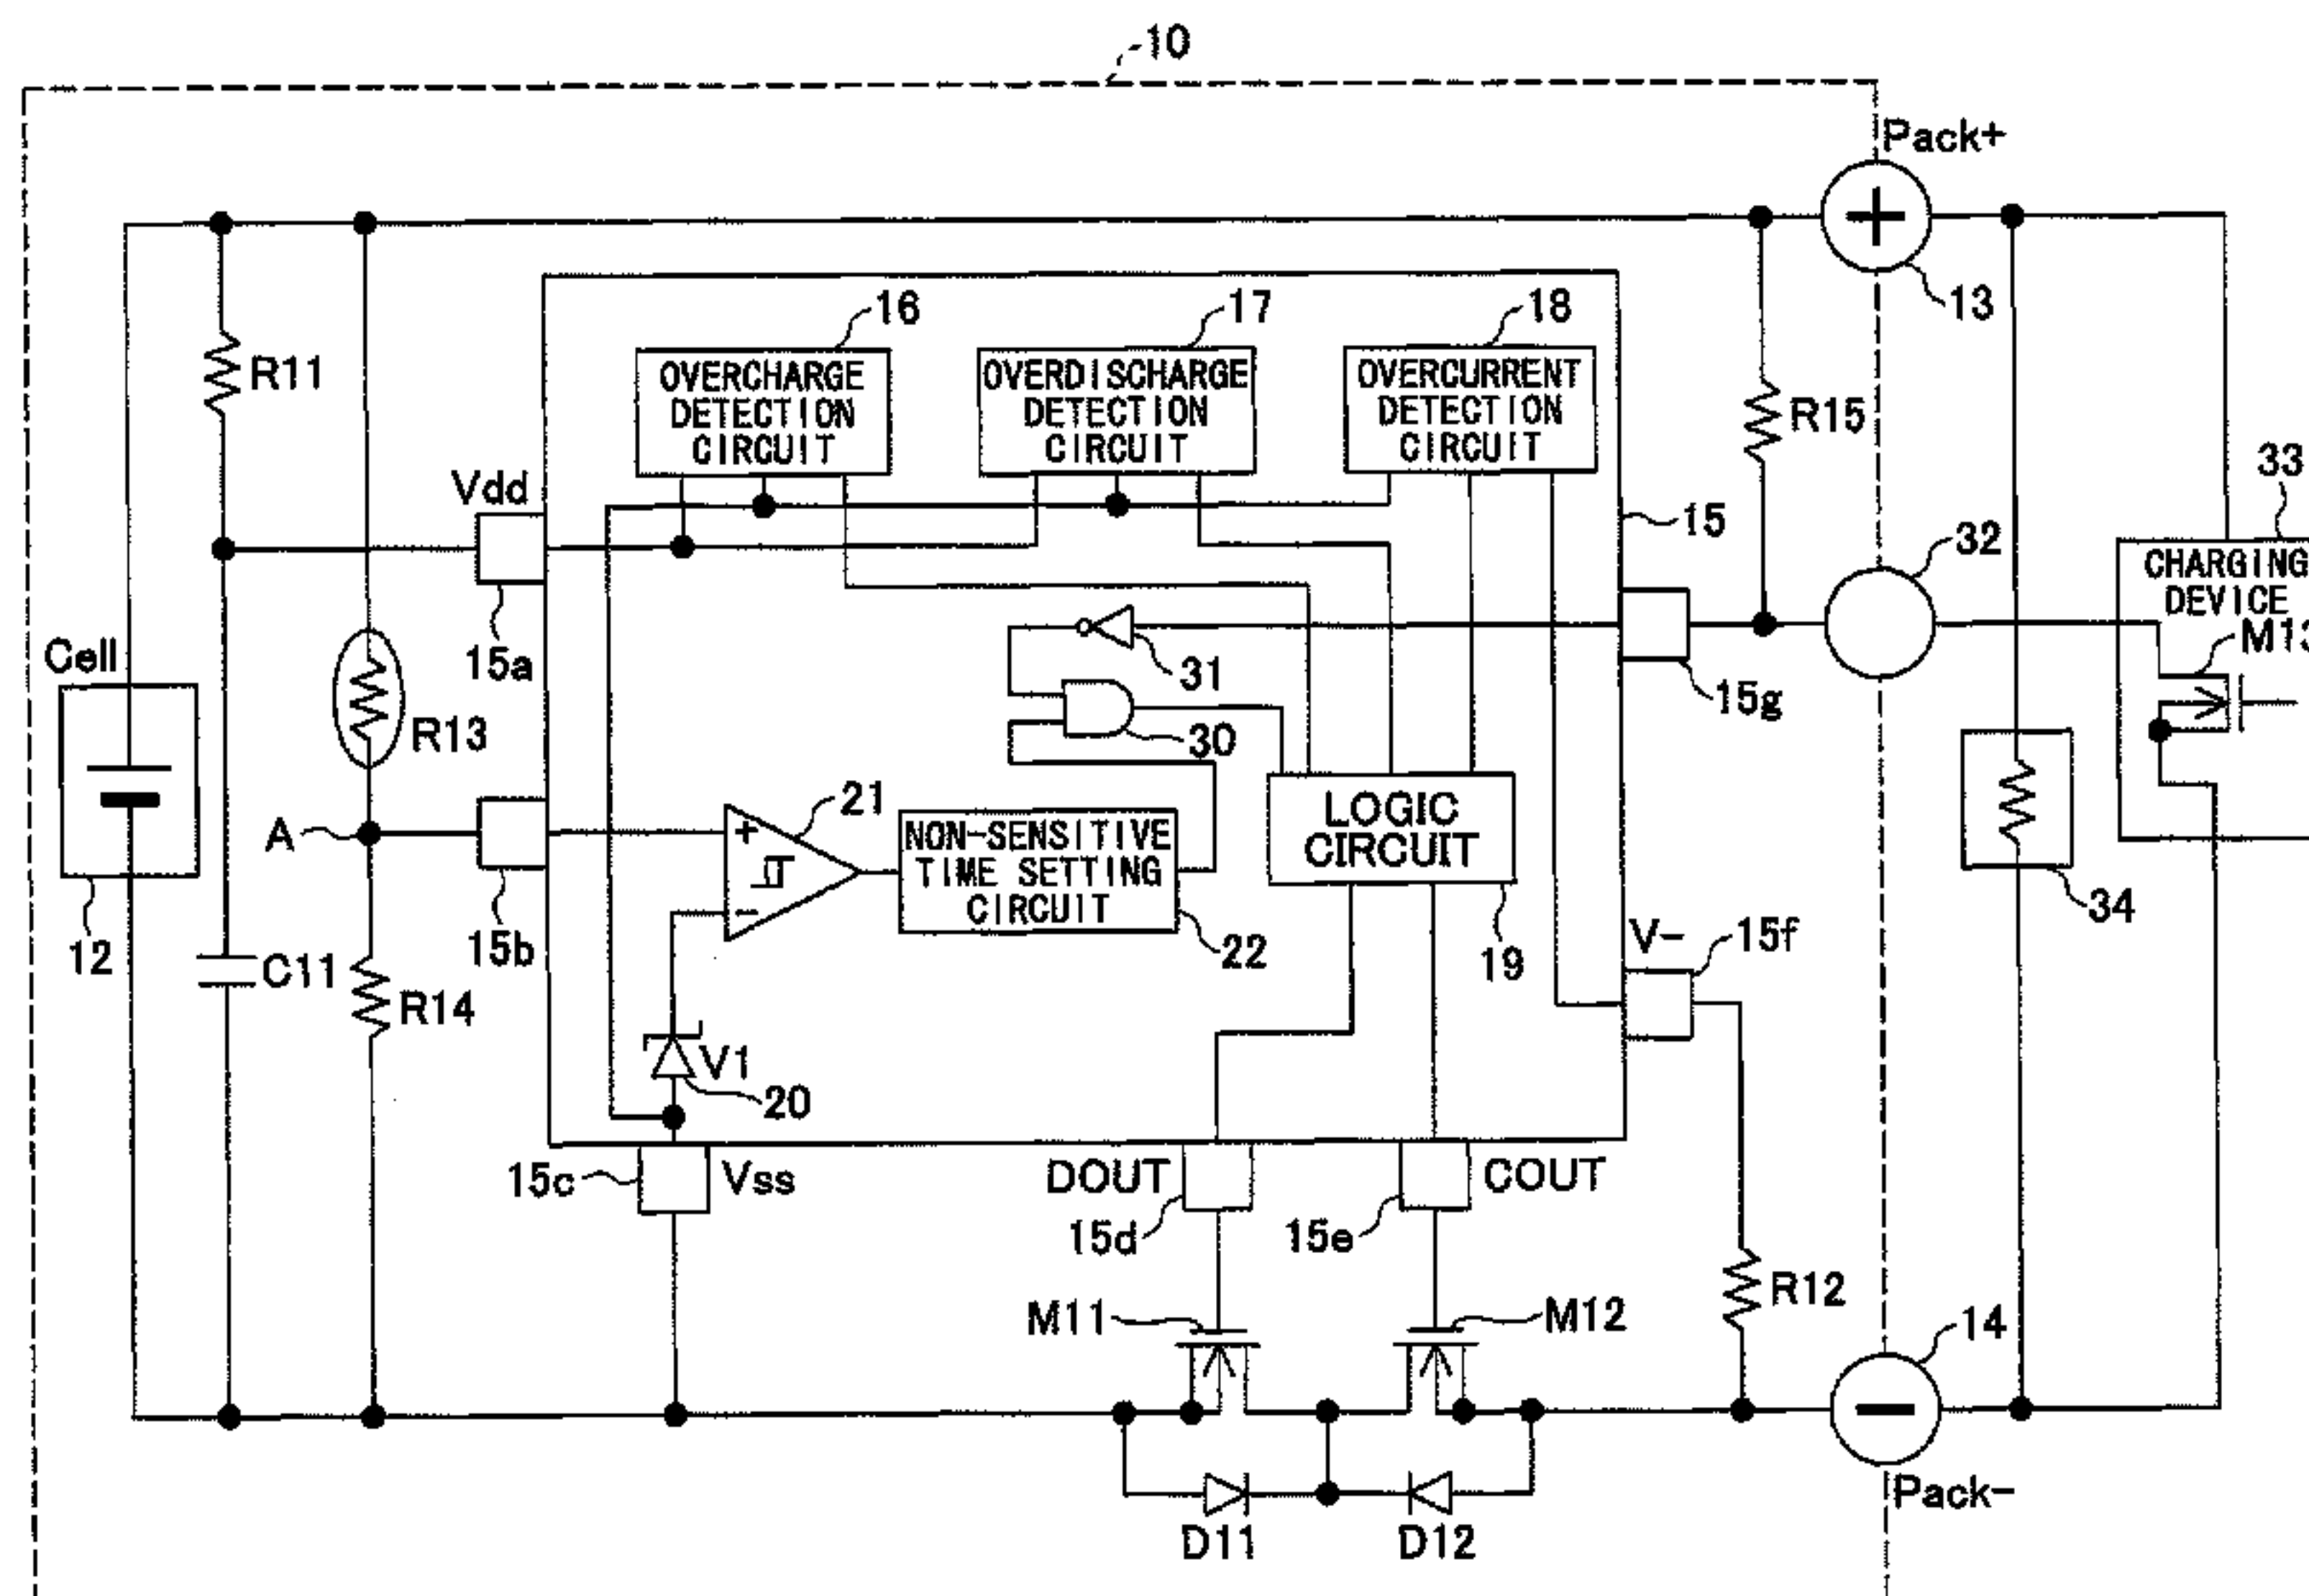 10
Pack+
13
16
17
18
OVERCHARGE
DETECTION
CIRCUIT
OVERDISCHARGE
DETECTION
CIRCUIT
OVERCURRENT
DETECTION
CIRCUIT
R11
R15
33
Vdd
15
32
CHARGING
DEVICE
M13
15a
31
15g
Cell
R13
30
LOGIC
CIRCUIT
21
A
NON-SENSITIVE
TIME SETTING
CIRCUIT
34
12
15b
22
19
V-
15f
C11
R14
V1
20
15c
Vss
DOUT
COUT
15d
15e
R12
M11
M12
14
Pack-
D11
D12
+
-
+
-